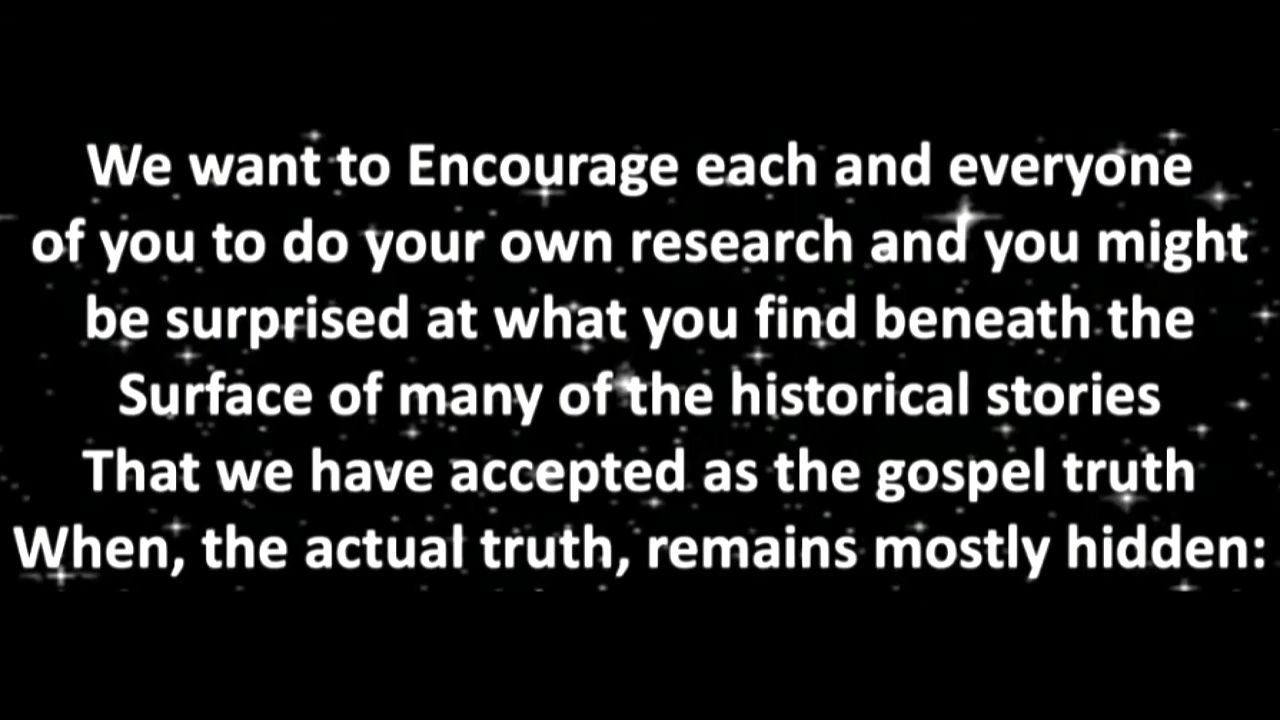 We want to Encourage each and everyone
of you to do your own research and you might
be surprised at what you find beneath the
Surface of many of the historical stories
That we have accepted as the gospel truth
When, the actual truth, remains mostly hidden: